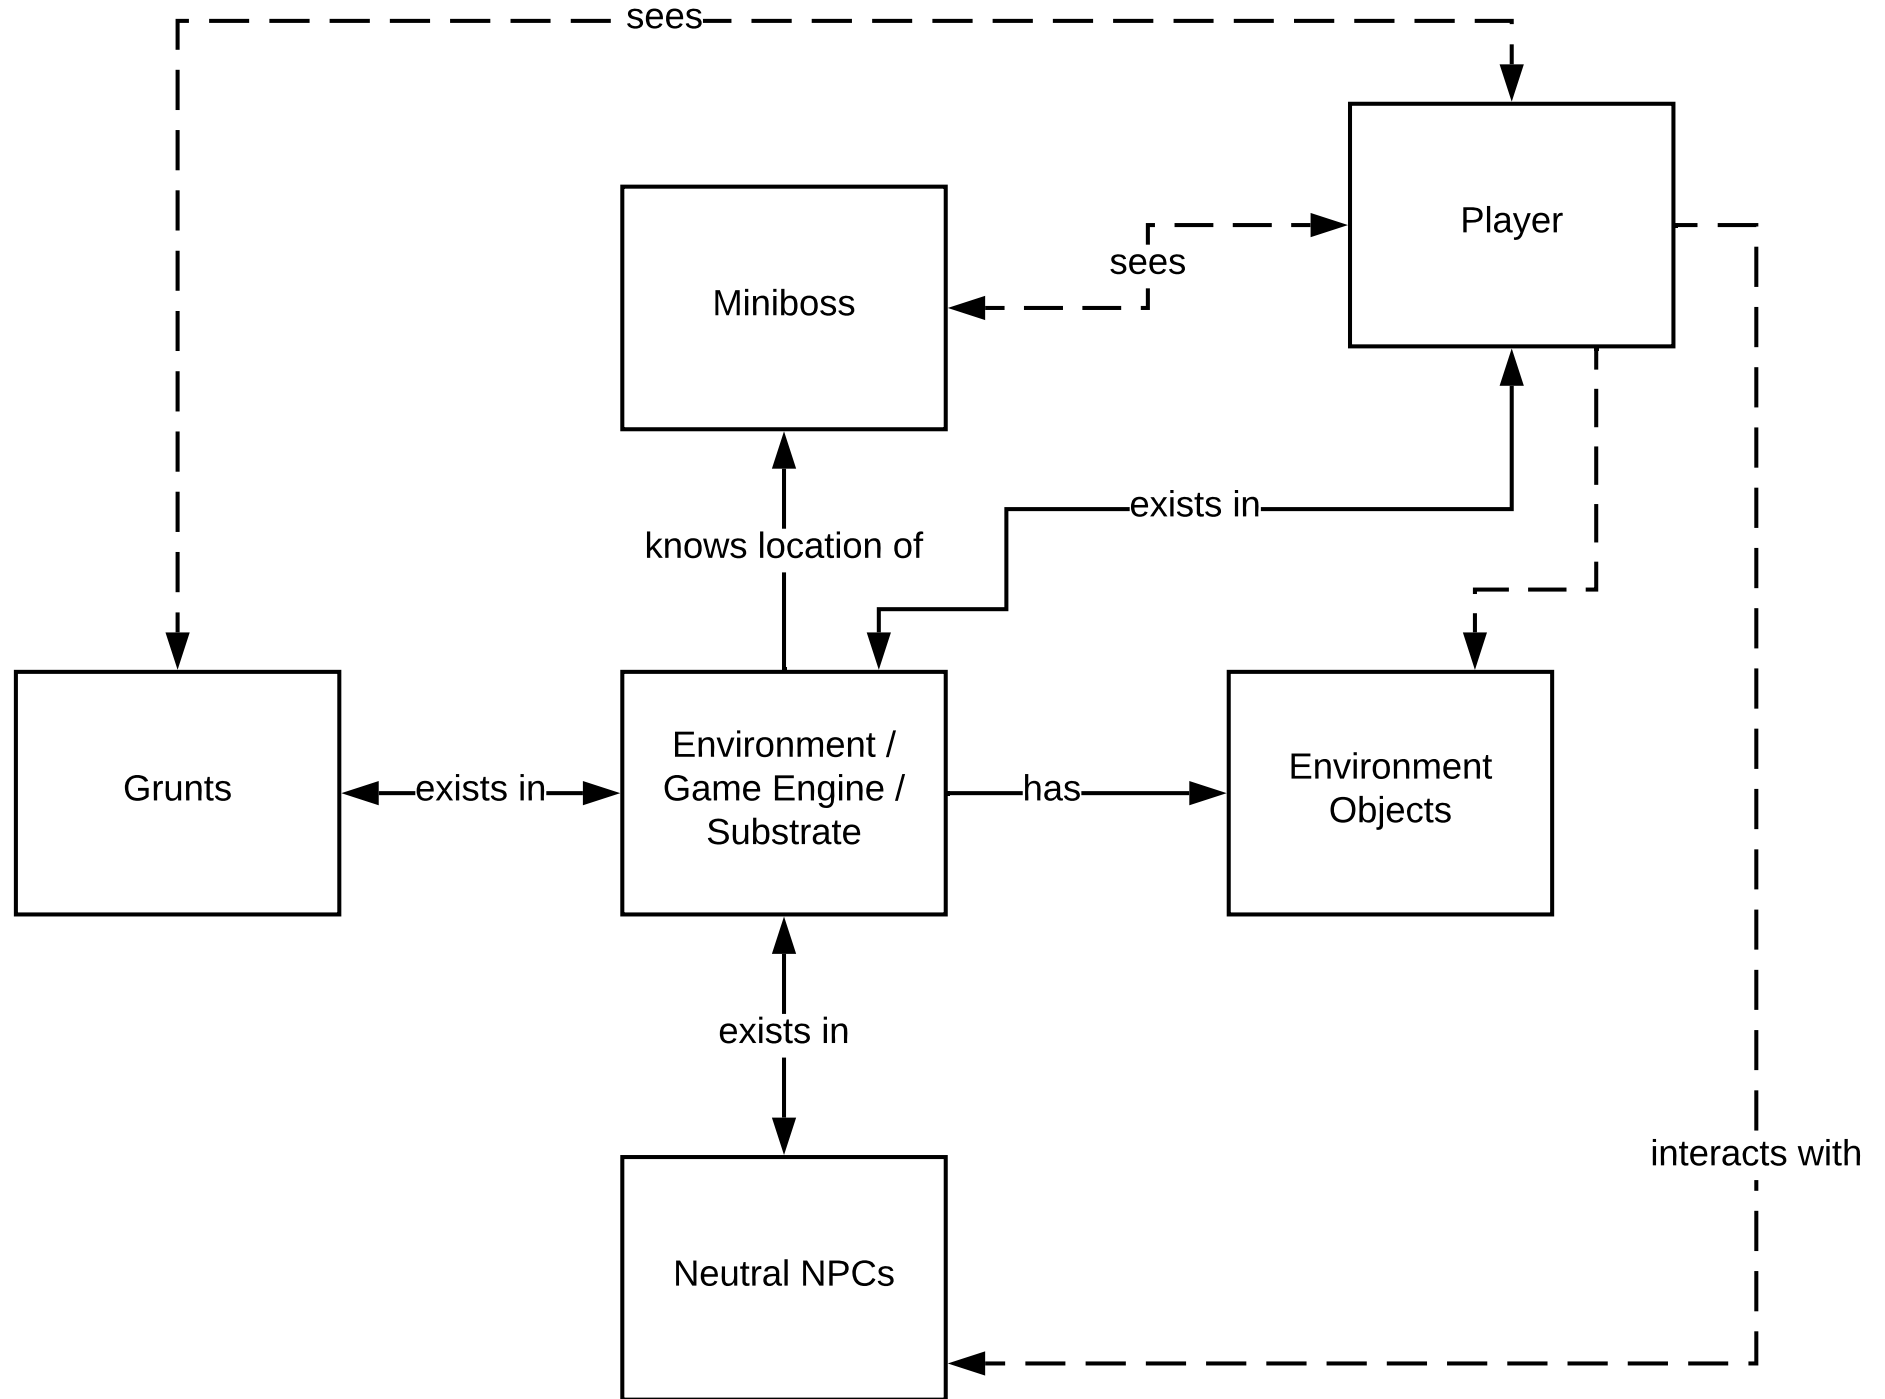 sees
Player
sees
Miniboss
exists in
knows location of
Grunts
exists in
Environment /
Game Engine /
Substrate
has
Environment
Objects
exists in
interacts with
Neutral NPCs